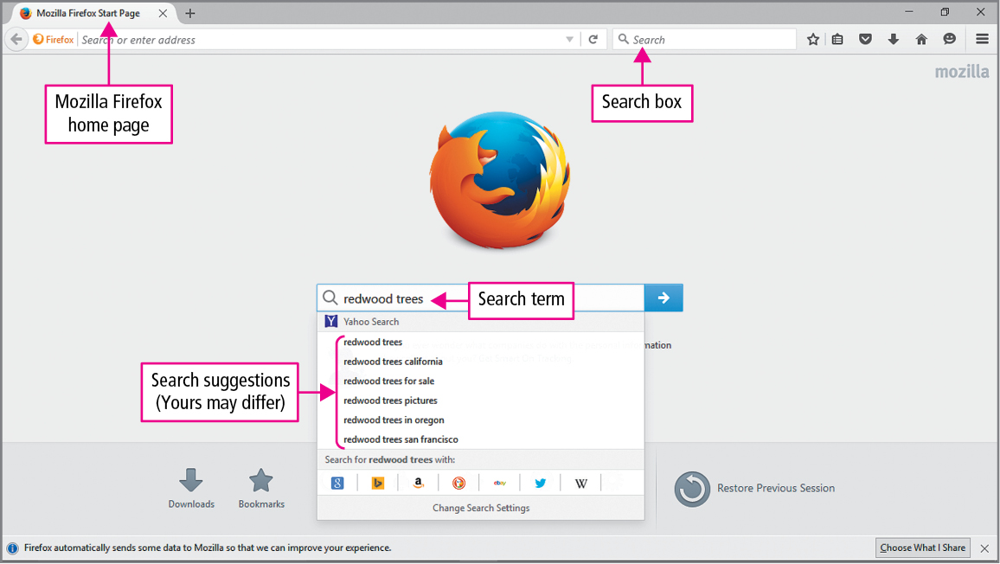 Mozilla Firefox Start Page
Firefox
Search or enter address
Search
mozilla
Mozilla Firefox
home page
Search box
redwood trees
Search term
Yahoo Search
redwood trees
mation
redwood trees california
redwood trees for sale
redwood trees pictures
redwood trees in oregon
redwood trees san francisco
Search suggestions
(Yours may differ)
Search for redwood trees with:
8
b
a
ebay
W
Change Search Settings
Downloads
Bookmarks
Restore Previous Session
Firefox automatically sends some data to Mozilla so that we can improve your experience.
Choose What I Share